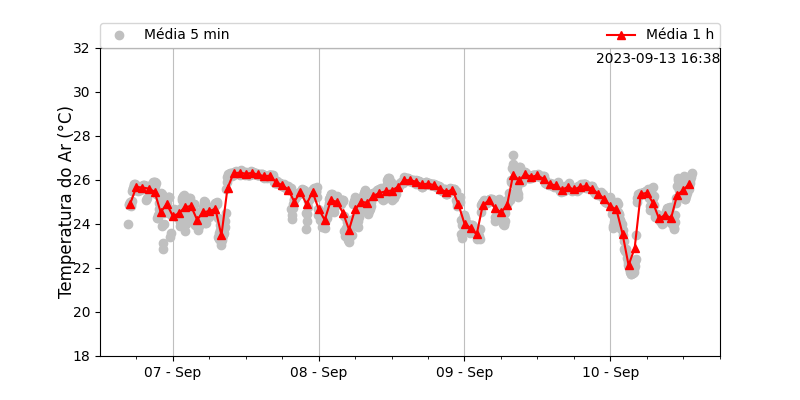 Média 5 min
Média 1 h
2023-09-13 16:38
Temperatura do Ar (°C)
32
30
28
26
24
22
20
18
07 - Sep
08 - Sep
09 - Sep
10 - Sep